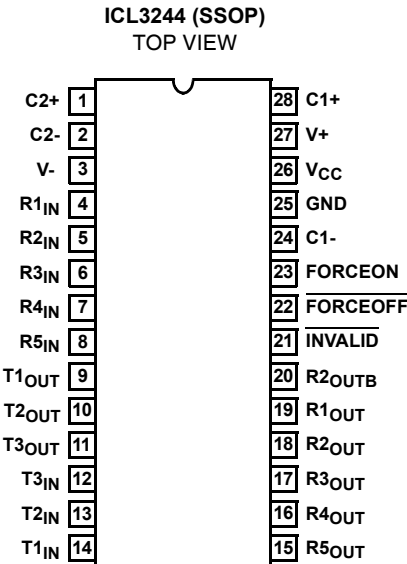 ICL3244 (SSOP)
TOP VIEW
C2+ 1 28 C1+
C2- 2 27 V+
V- 3 26 VCC
R1IN 4 25 GND
R2IN 5 24 C1-
R3IN 6 23 FORCEON
R4IN 7 22 FORCEOFF
R5IN 8 21 INVALID
T1OUT 9 20 R2OUTB
T2OUT 10 19 R1OUT
T3OUT 11 18 R2OUT
T3IN 12 17 R3OUT
T2IN 13 16 R4OUT
T1IN 14 15 R5OUT